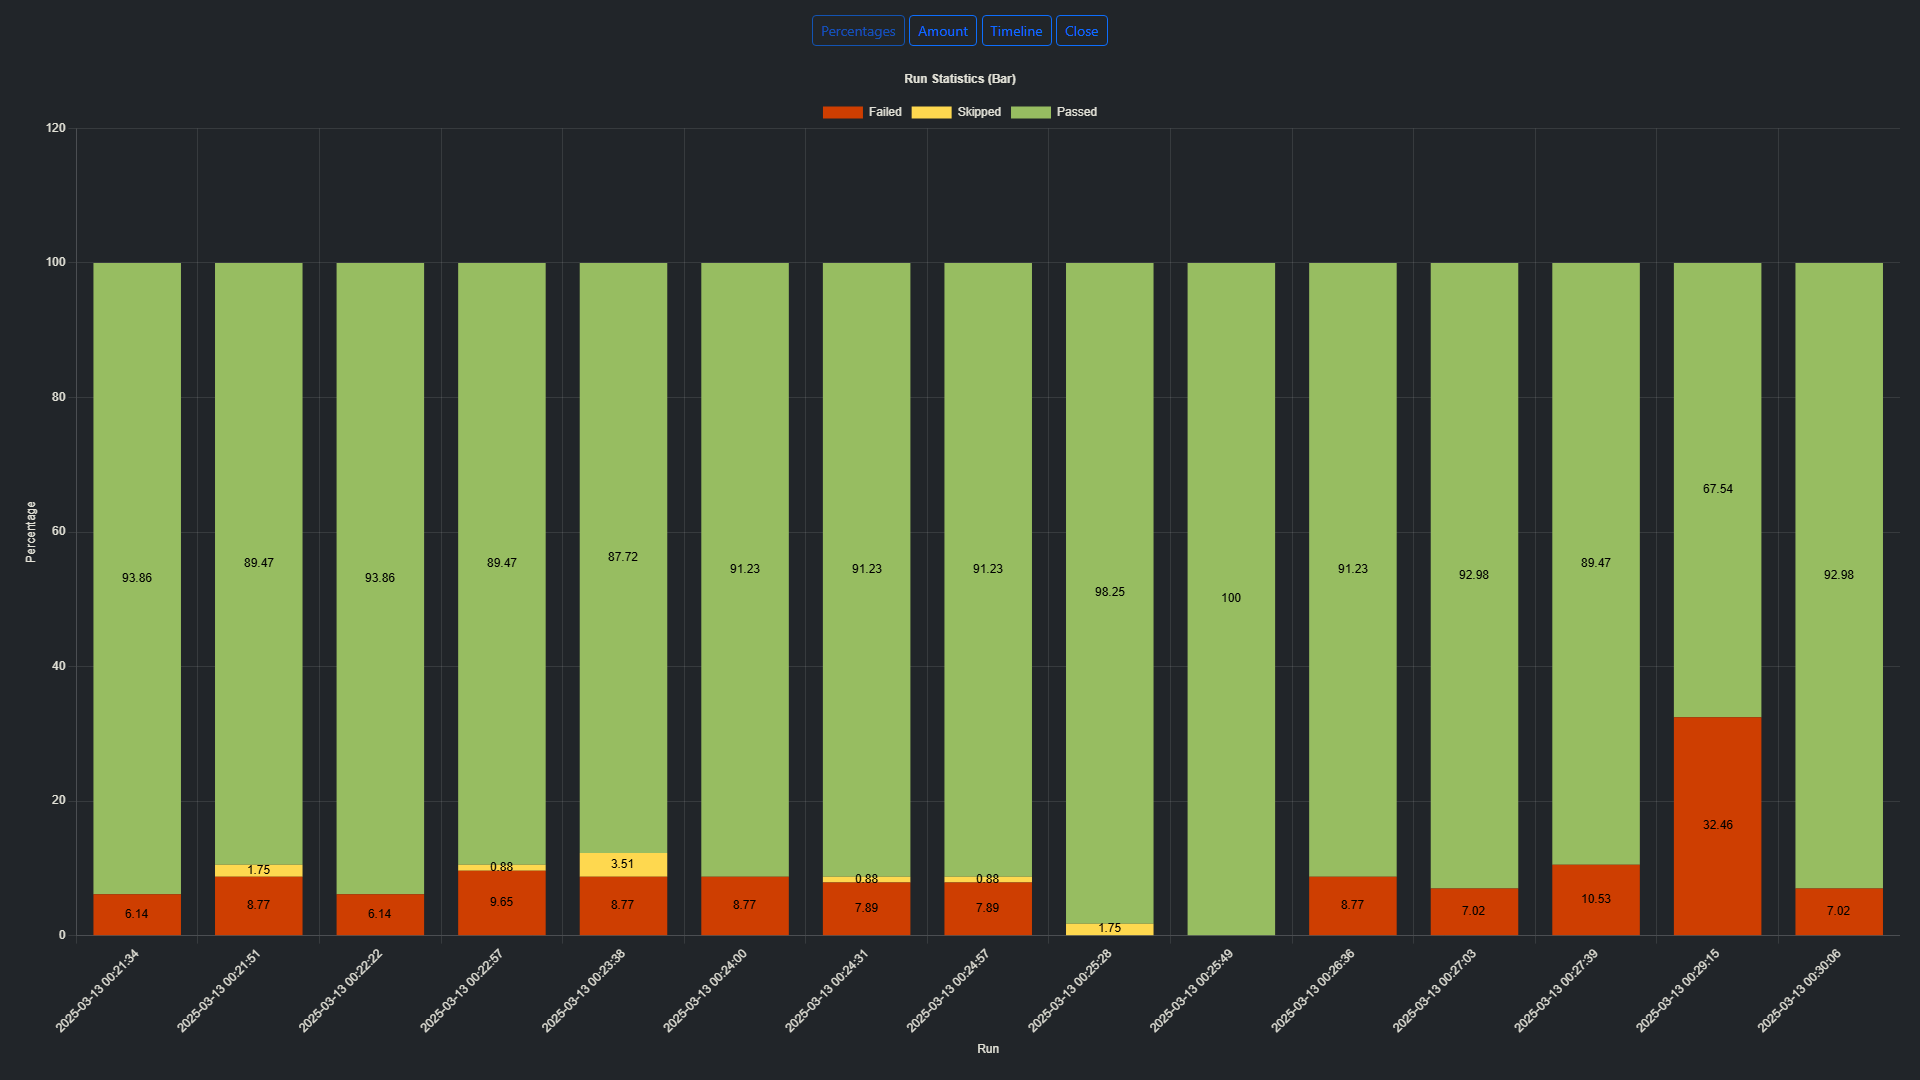 Percentages Amount Timeline Close
Run Statistics (Bar)
Failed Skipped Passed
120
100
80
60
40
20
0
Percentage
93.86 89.47 93.86 89.47 87.72 91.23 91.23 91.23 98.25 100 91.23 92.98 89.47 67.54 92.98
1.75 0.88 3.51 0.88 0.88 1.75
6.14 8.77 6.14 9.65 8.77 8.77 7.89 7.89 8.77 7.02 10.53 32.46 7.02
2025-03-13 00:21:34
2025-03-13 00:21:51
2025-03-13 00:22:22
2025-03-13 00:22:57
2025-03-13 00:23:38
2025-03-13 00:24:00
2025-03-13 00:24:31
2025-03-13 00:24:57
2025-03-13 00:25:28
2025-03-13 00:25:49
2025-03-13 00:26:36
2025-03-13 00:27:03
2025-03-13 00:27:39
2025-03-13 00:29:15
2025-03-13 00:30:06
Run